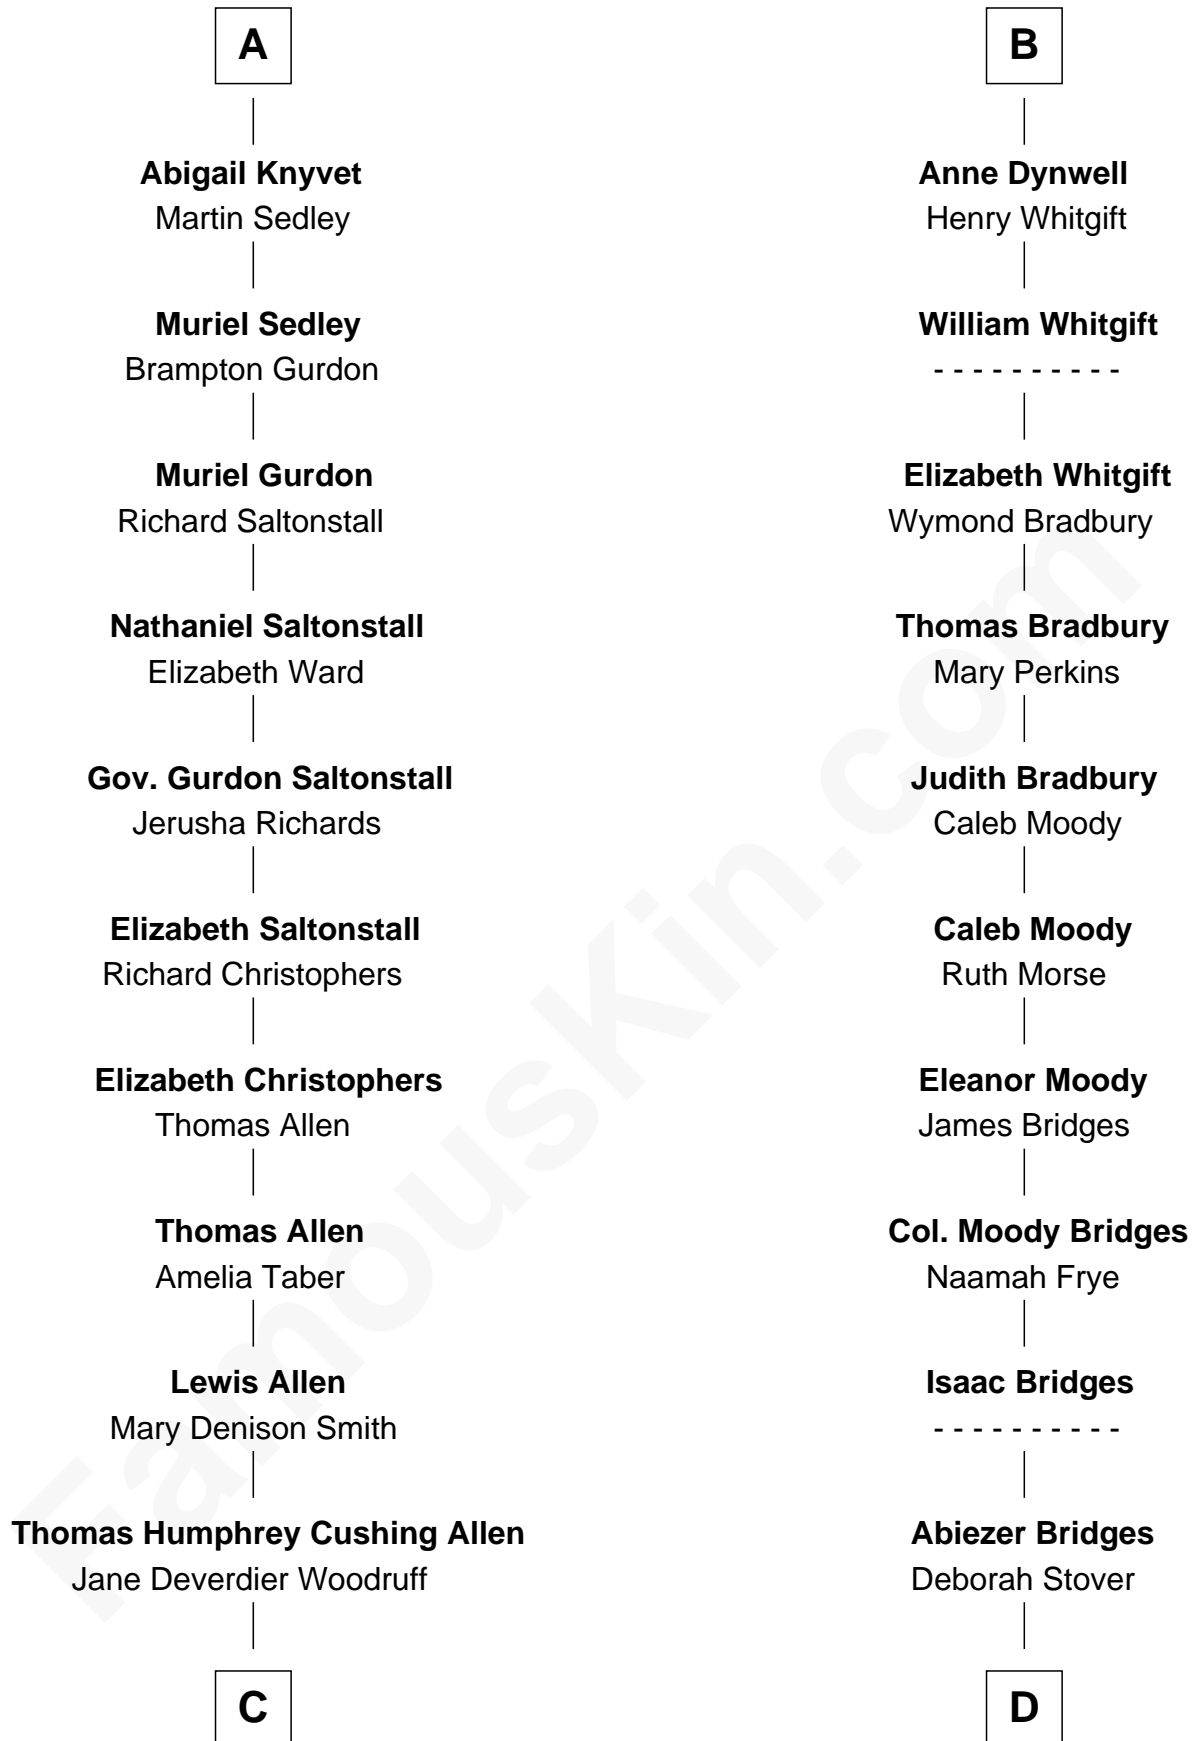 A
Abigail Knyvet
Martin Sedley
Muriel Sedley
Brampton Gurdon
Muriel Gurdon
Richard Saltonstall
Nathaniel Saltonstall
Elizabeth Ward
Gov. Gurdon Saltonstall
Jerusha Richards
Elizabeth Saltonstall
Richard Christophers
Elizabeth Christophers
Thomas Allen
Thomas Allen
Amelia Taber
Lewis Allen
Mary Denison Smith
Thomas Humphrey Cushing Allen
Jane Deverdier Woodruff
C
B
Anne Dynwell
Henry Whitgift
William Whitgift
- - - - - - - - - -
Elizabeth Whitgift
Wymond Bradbury
Thomas Bradbury
Mary Perkins
Judith Bradbury
Caleb Moody
Caleb Moody
Ruth Morse
Eleanor Moody
James Bridges
Col. Moody Bridges
Naamah Frye
Isaac Bridges
- - - - - - - - - -
Abiezer Bridges
Deborah Stover
D
FamousKin.com